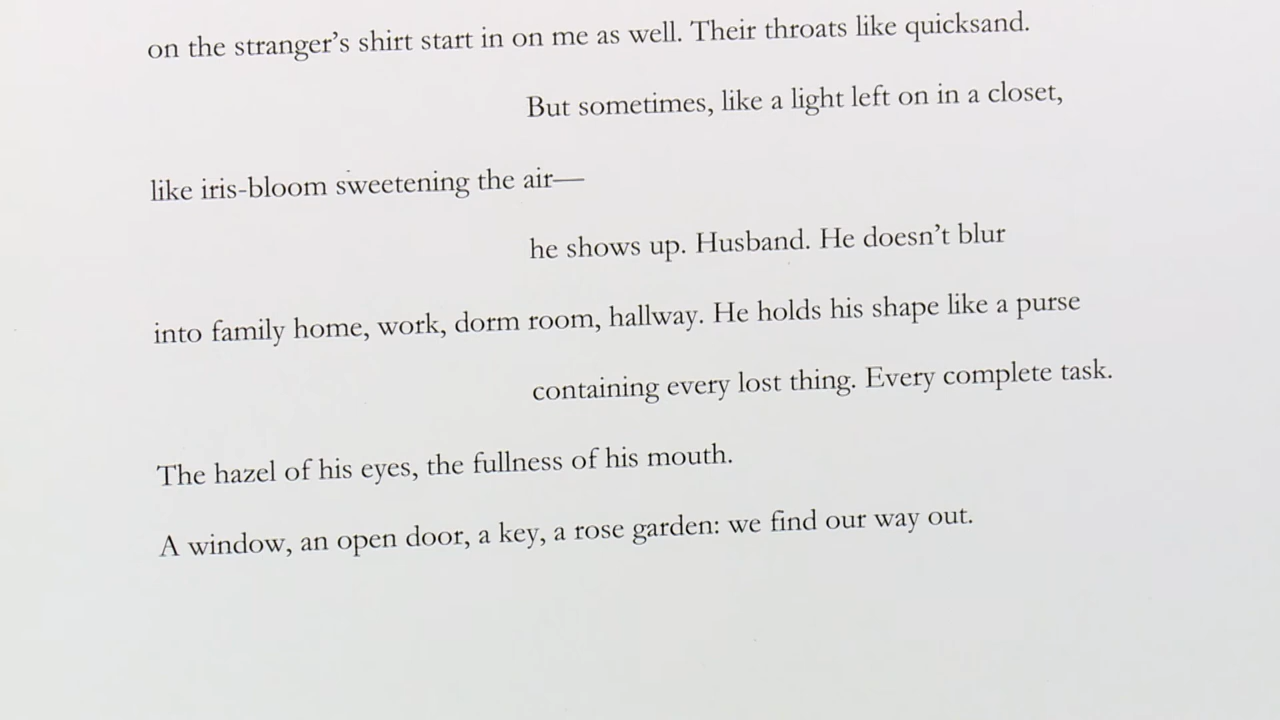 on the stranger’s shirt start in on me as well. Their throats like quicksand.
But sometimes, like a light left on in a closet,
like iris-bloom sweetening the air—
he shows up. Husband. He doesn’t blur
into family home, work, dorm room, hallway. He holds his shape like a purse
containing every lost thing. Every complete task.
The hazel of his eyes, the fullness of his mouth.
A window, an open door, a key, a rose garden: we find our way out.